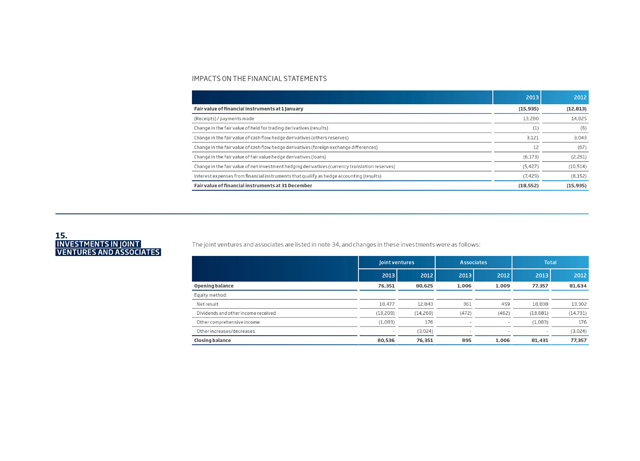 IMPACTS ON THE FINANCIAL STATEMENTS
2013 2012
Fair value of financial instruments at 1 January (15,935) (12,813)
(Receipts) / payments made 13,280 14,825
Change in the fair value of held for trading derivatives (results) (1) (6)
Change in the fair value of cash flow hedge derivatives (others reserves) 3,121 3,043
Change in the fair value of cash flow hedge derivatives (foreign exchange differences) 12 (67)
Change in the fair value of fair value hedge derivatives (loans) (6,173) (2,251)
Change in the fair value of net investment hedging derivatives (currency translation reserves) (5,427) (10,514)
Interest expenses from financial instruments that qualify as hedge accounting (results) (7,429) (8,152)
Fair value of financial instruments at 31 December (18,552) (15,935)
15.
INVESTMENTS IN JOINT
VENTURES AND ASSOCIATES
The joint ventures and associates are listed in note 34, and changes in these investments were as follows:
Joint ventures Associates Total
2013 2012 2013 2012 2013 2012
Opening balance 76,351 80,625 1,006 1,009 77,357 81,634
Equity method:
Net result 18,477 12,843 361 459 18,838 13,302
Dividends and other income received (13,209) (14,269) (472) (462) (13,681) (14,731)
Other comprehensive income (1,083) 176 - - (1,083) 176
Other increases/decreases (3,024) - - - (3,024)
Closing balance 80,536 76,351 895 1,006 81,431 77,357